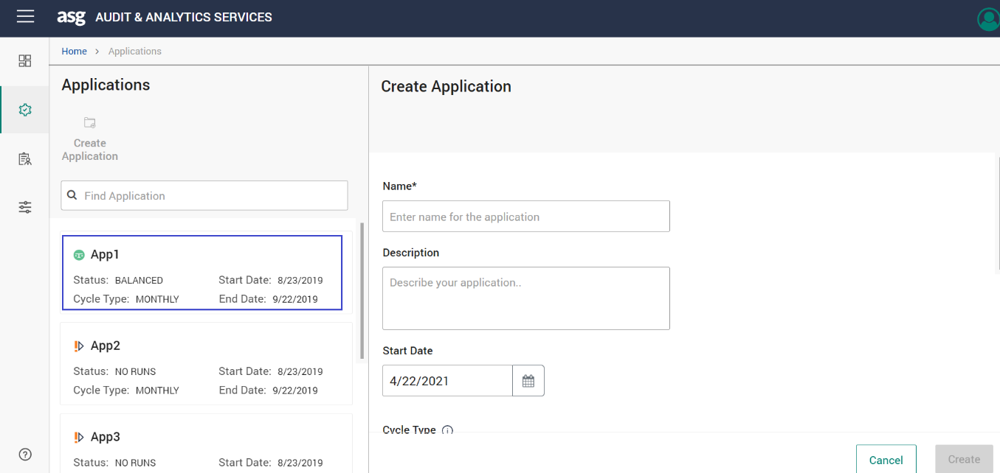 asg AUDIT & ANALYTICS SERVICES
Home > Applications
Applications
Create
Application
Find Application
App1
Status: BALANCED Start Date: 8/23/2019
Cycle Type: MONTHLY End Date: 9/22/2019
App2
Status: NO RUNS Start Date: 8/23/2019
Cycle Type: MONTHLY End Date: 9/22/2019
App3
Status: NO RUNS Start Date: 8/23/2019
Create Application
Name*
Enter name for the application
Description
Describe your application..
Start Date
4/22/2021
Cycle Type
Cancel Create